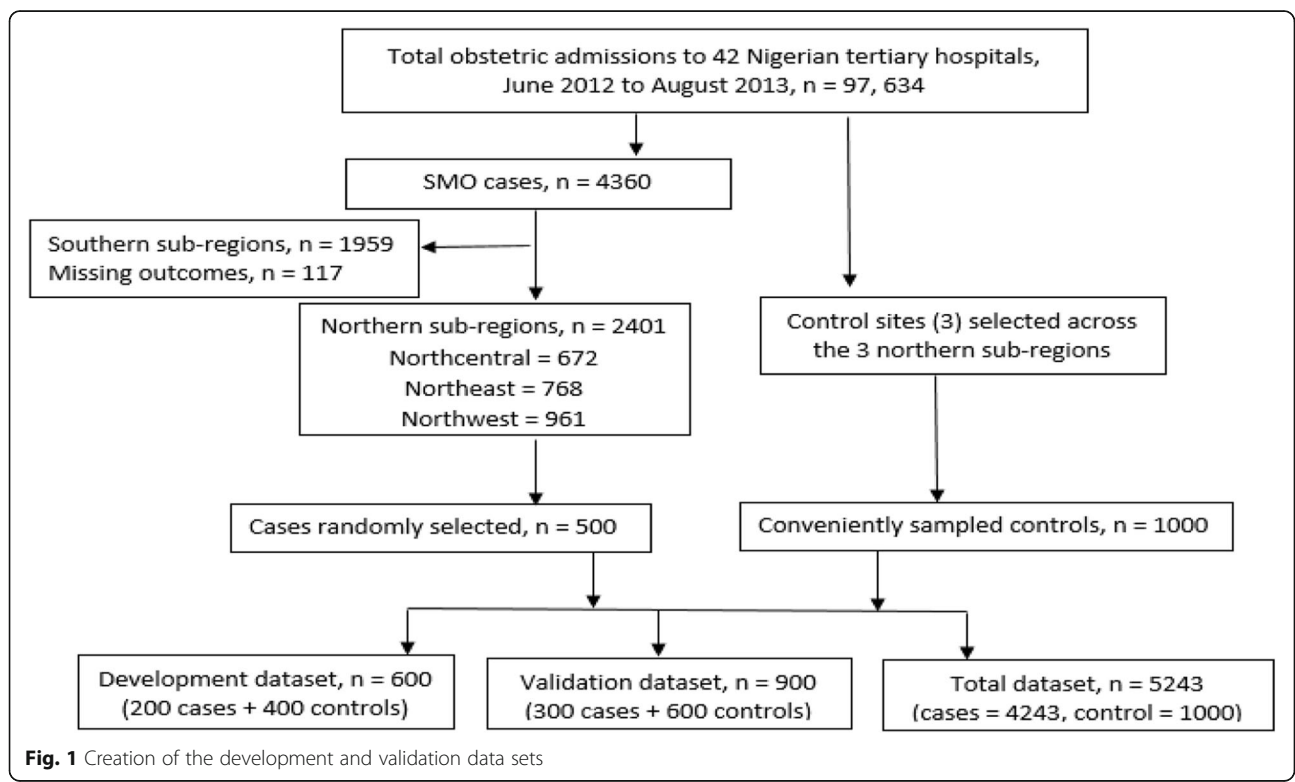 Total obstetric admissions to 42 Nigerian tertiary hospitals,
June 2012 to August 2013, n = 97, 634
SMO cases, n = 4360
Southern sub-regions, n = 1959
Missing outcomes, n = 117
Northern sub-regions, n = 2401
Northcentral = 672
Northeast = 768
Northwest = 961
Control sites (3) selected across
the 3 northern sub-regions
Cases randomly selected, n = 500
Conveniently sampled controls, n = 1000
Development dataset, n = 600
(200 cases + 400 controls)
Validation dataset, n = 900
(300 cases + 600 controls)
Total dataset, n = 5243
(cases = 4243, control = 1000)
Fig. 1 Creation of the development and validation data sets